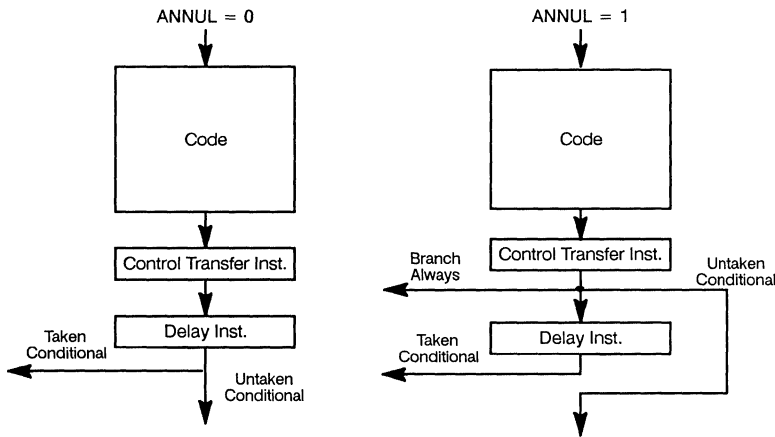 ANNUL = 0
Code
Control Transfer Inst.
Delay Inst.
Taken
Conditional
Untaken
Conditional
ANNUL = 1
Code
Control Transfer Inst.
Branch
Always
Untaken
Conditional
Delay Inst.
Taken
Conditional